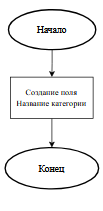 Начало
Создание поля
Название категории
Конец